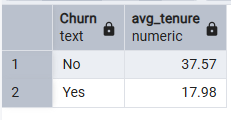 Churn avg_tenure
text numeric
1 No 37.57
2 Yes 17.98